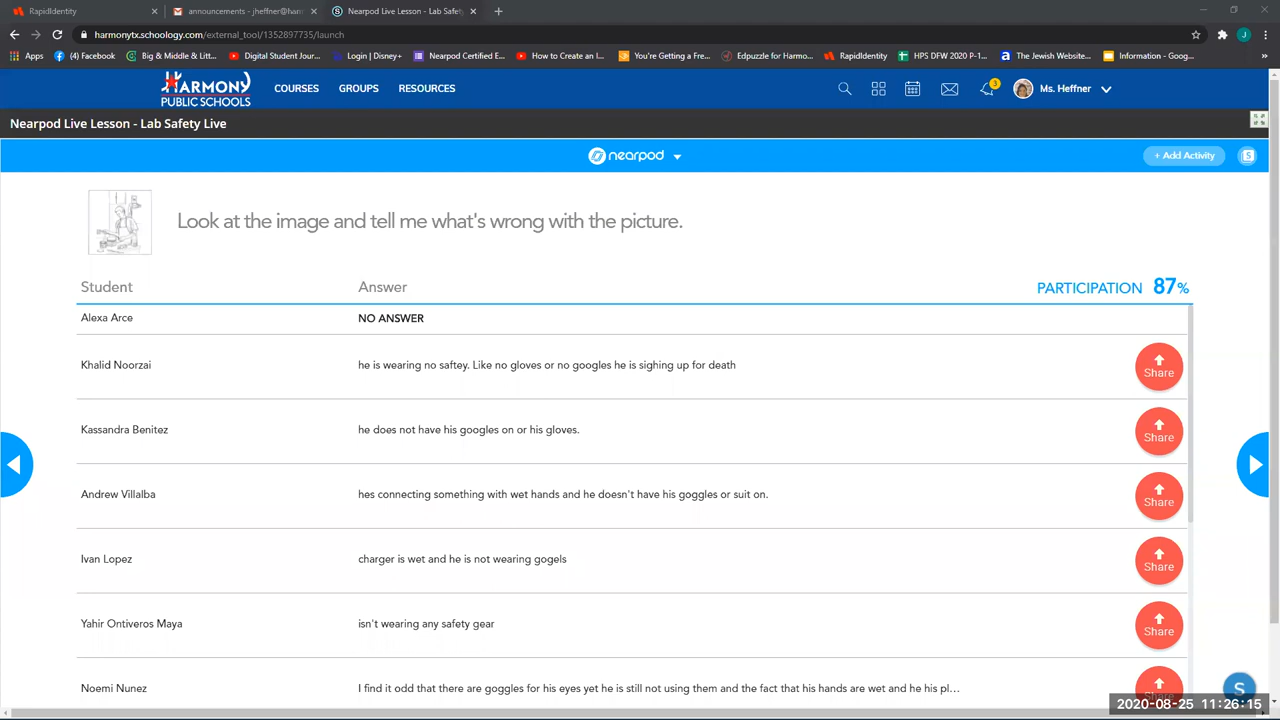 RapidIdentity
announcements - jheffner@harm
Nearpod Live Lesson - Lab Safety
harmonytx.schoology.com/external_tool/1352897735/launch
Apps
(4) Facebook
Big & Middle & Litt...
Digital Student Jour...
Login | Disney+
Nearpod Certified E...
How to Create an I...
You're Getting a Fre...
Edpuzzle for Harmo...
RapidIdentity
HPS DFW 2020 P-1...
The Jewish Website...
Information - Goog...
HARMONY
PUBLIC SCHOOLS
COURSES
GROUPS
RESOURCES
3
Ms. Heffner
Nearpod Live Lesson - Lab Safety Live
nearpod
+ Add Activity
S
Look at the image and tell me what's wrong with the picture.
Student Answer PARTICIPATION 87%
Alexa Arce NO ANSWER
Khalid Noorzai he is wearing no saftey. Like no gloves or no googles he is sighing up for death
Share
Kassandra Benitez he does not have his googles on or his gloves.
Share
Andrew Villalba hes connecting something with wet hands and he doesn't have his goggles or suit on.
Share
Ivan Lopez charger is wet and he is not wearing gogels
Share
Yahir Ontiveros Maya isn't wearing any safety gear
Share
Noemi Nunez I find it odd that there are goggles for his eyes yet he is still not using them and the fact that his hands are wet and he his pl...
Share
S
2020-08-25 11:26:15